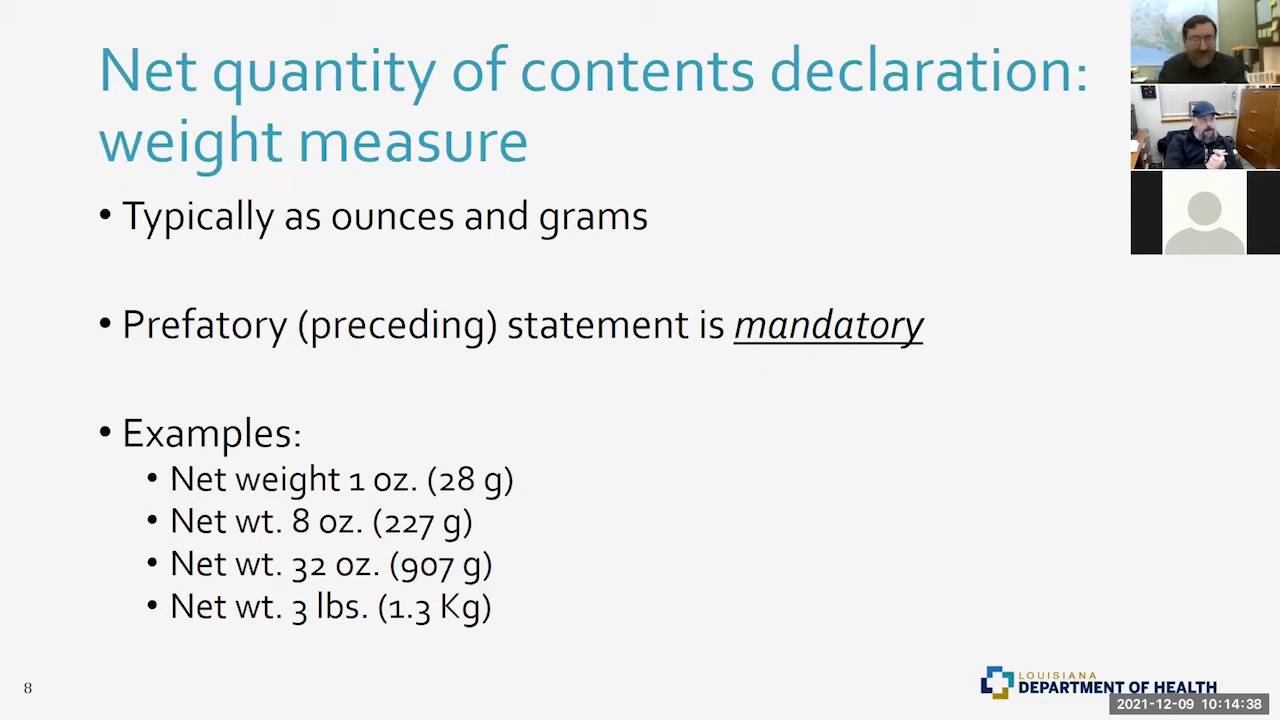 Net quantity of contents declaration:
weight measure
• Typically as ounces and grams
• Prefatory (preceding) statement is mandatory
• Examples:
• Net weight 1 oz. (28 g)
• Net wt. 8 oz. (227 g)
• Net wt. 32 oz. (907 g)
• Net wt. 3 lbs. (1.3 Kg)
8
LOUISIANA
DEPARTMENT OF HEALTH
2021-12-09 10:14:38